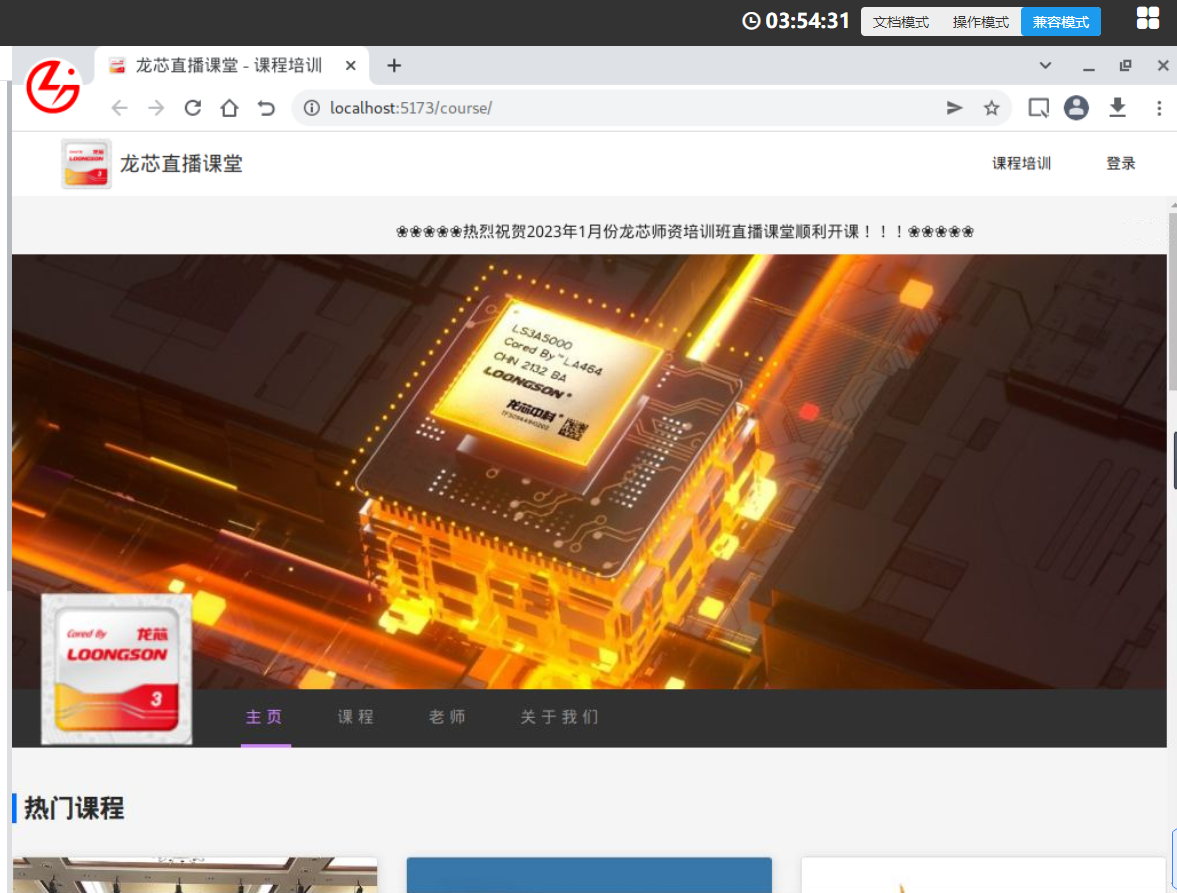 03:54:31 文档模式 操作模式 兼容模式
龙芯直播课堂 - 课程培训
localhost:5173/course/
龙芯直播课堂 课程培训 登录
❀❀❀❀❀热烈祝贺2023年1月份龙芯师资培训班直播课堂顺利开课！！！❀❀❀❀❀
LS3A5000
Cored By™LA464
CHN 2132 BA
LOONGSON®
龙芯中科®
Cored By 龙芯
LOONGSON
3
主页 课程 老师 关于我们
热门课程